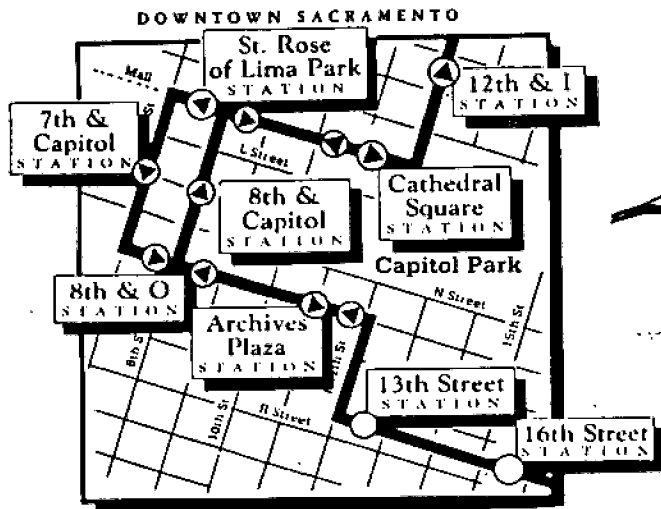 DOWNTOWN SACRAMENTO
St. Rose
of Lima Park
STATION
12th & I
STATION
Mall
St
7th &
Capitol
STATION
L Street
8th &
Capitol
STATION
Cathedral
Square
STATION
Capitol Park
8th & O
STATION
N Street
15th St
Archives
Plaza
STATION
8th S
10th St
12th St
R Street
13th Street
STATION
16th Street
STATION